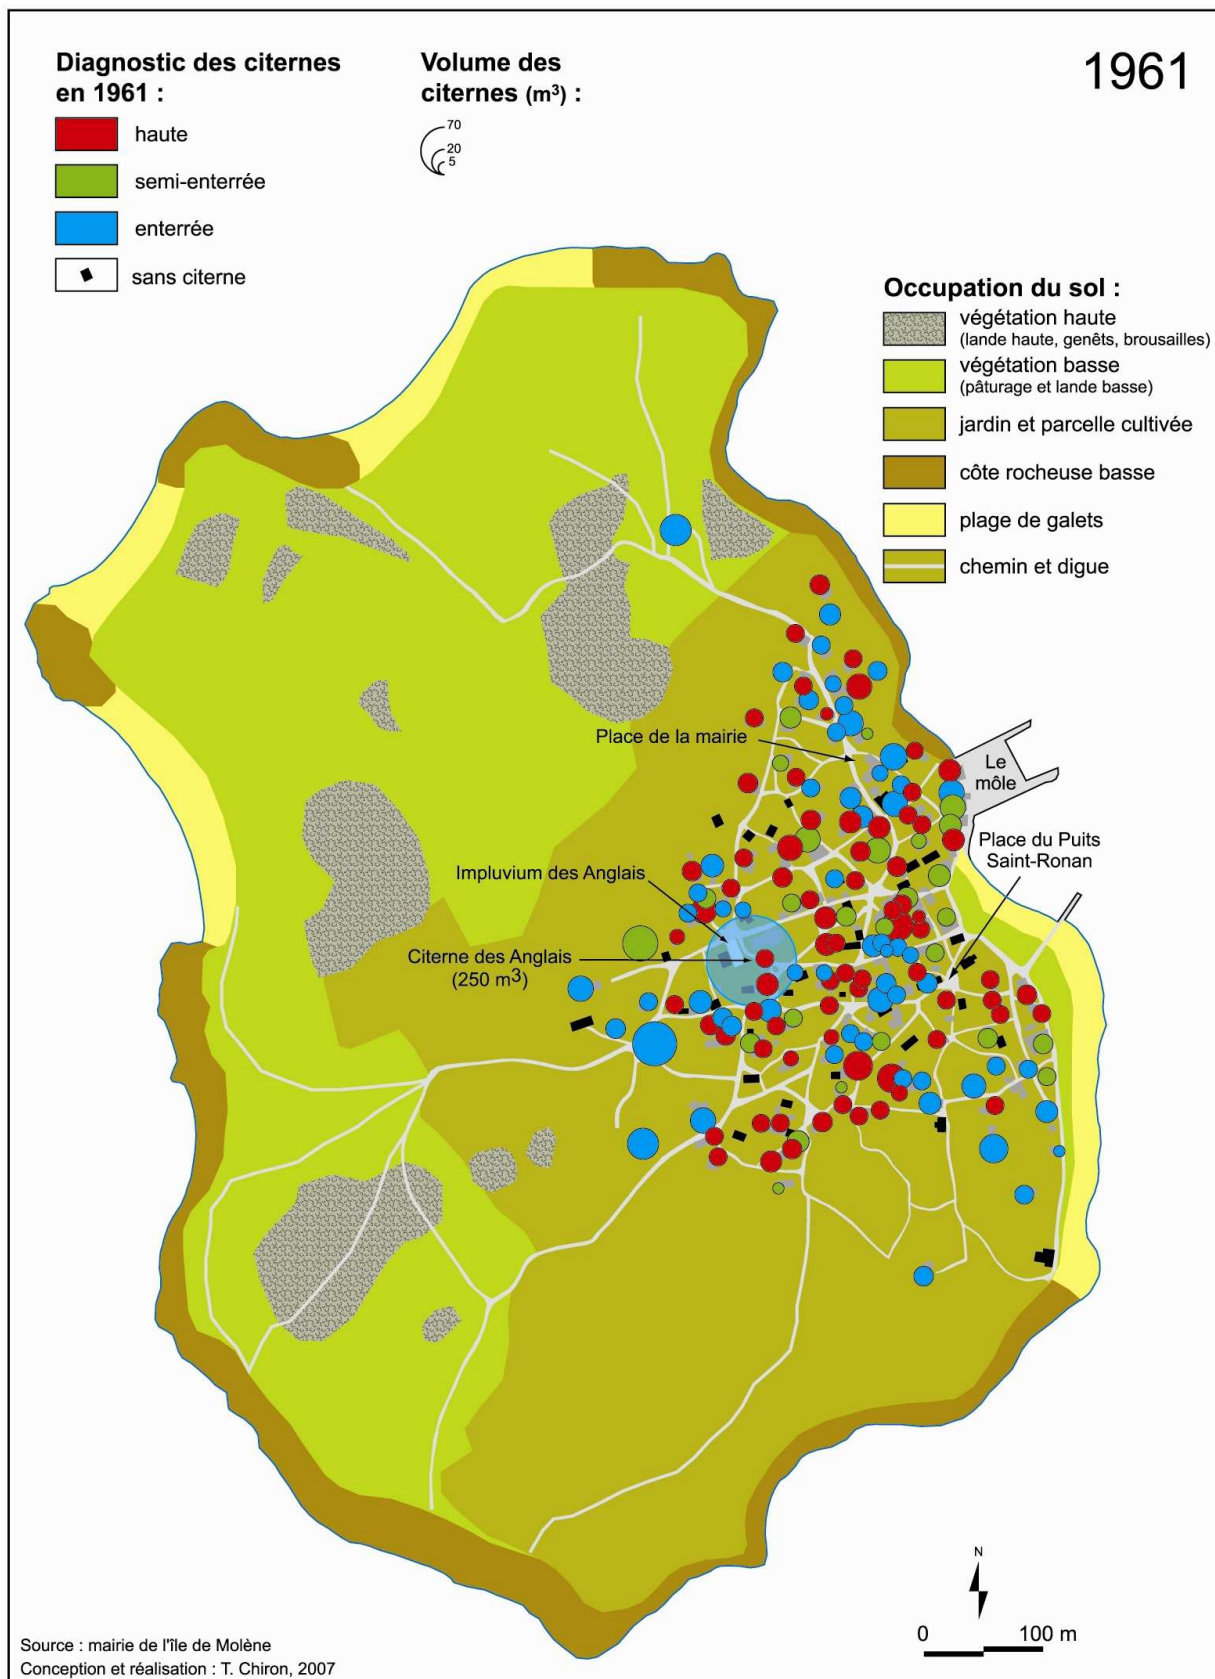 Diagnostic des citernes
en 1961 :
haute
semi-enterrée
enterrée
sans citerne
Volume des
citernes (m³) :
70
20
5
1961
Occupation du sol :
végétation haute
(lande haute, genêts, brousailles)
végétation basse
(pâturage et lande basse)
jardin et parcelle cultivée
côte rocheuse basse
plage de galets
chemin et digue
Place de la mairie
Le
môle
Place du Puits
Saint-Ronan
Impluvium des Anglais
Citerne des Anglais
(250 m³)
N
0 100 m
Source : mairie de l'île de Molène
Conception et réalisation : T. Chiron, 2007